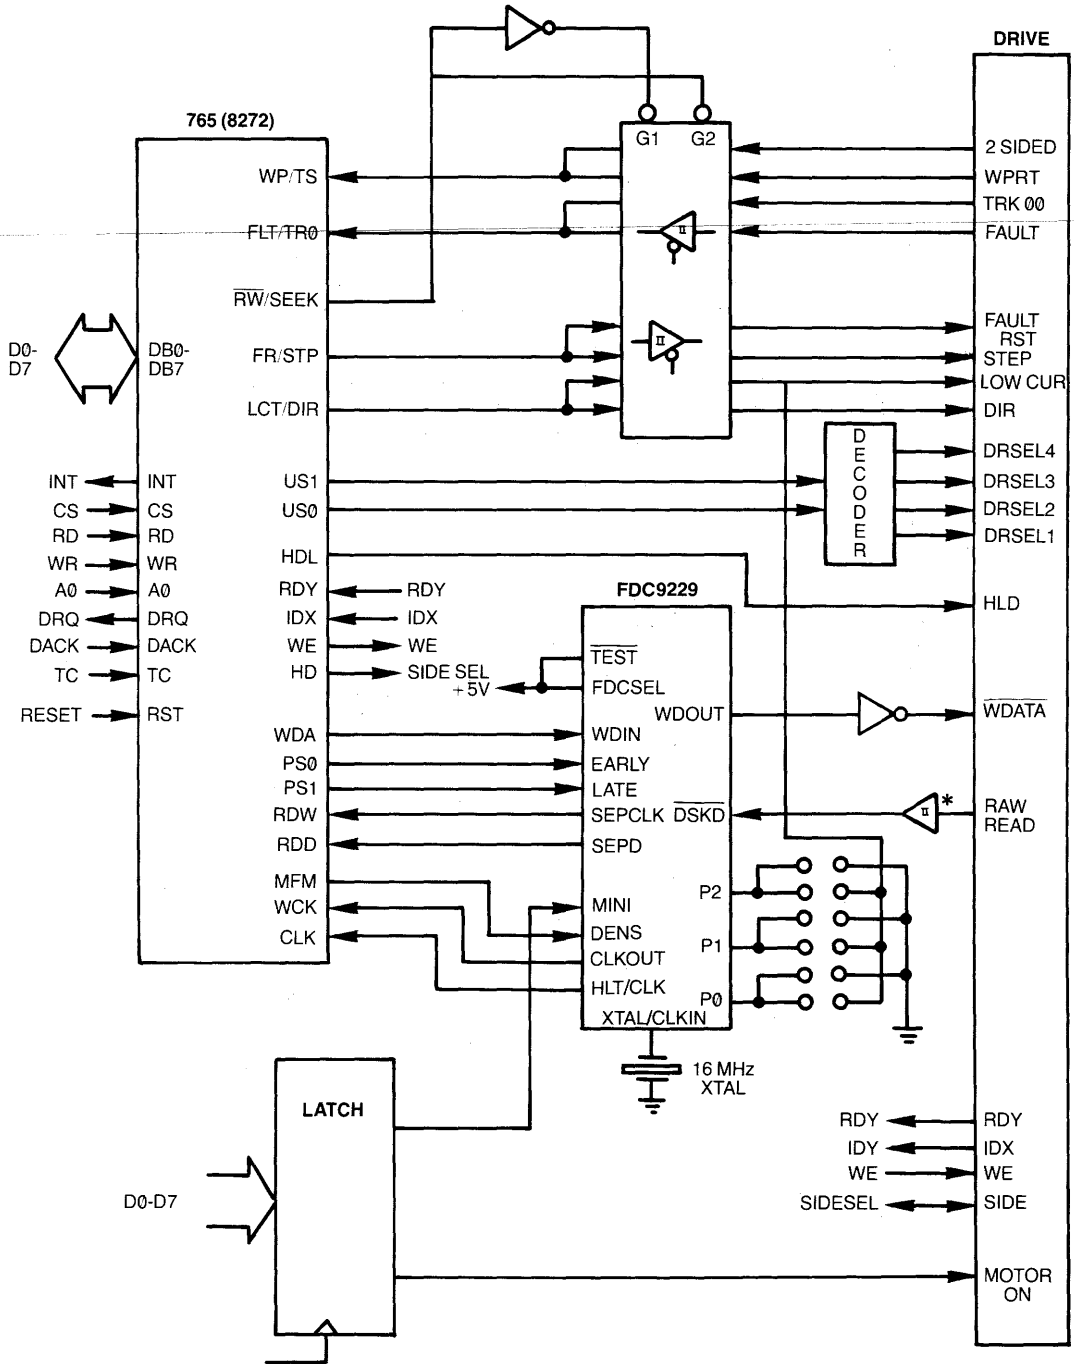 DRIVE
765 (8272)
G1 G2
WP/TS
FLT/TR0
RW/SEEK
FR/STP
LCT/DIR
2 SIDED
WPRT
TRK 00
FAULT
II
II
FAULT
RST
STEP
LOW CUR
DIR
D0-
D7
DB0-
DB7
DECODER
DRSEL4
DRSEL3
DRSEL2
DRSEL1
INT INT
CS CS
RD RD
WR WR
A0 A0
DRQ DRQ
DACK DACK
TC TC
RESET RST
US1
US0
HDL
RDY RDY
IDX IDX
WE WE
HD SIDE SEL
+5V
HLD
FDC9229
TEST
FDCSEL
WDOUT
WDATA
WDA WDIN
PS0 EARLY
PS1 LATE
RDW SEPCLK DSKD
RDD SEPD
II *
RAW
READ
MFM
WCK
CLK
MINI
DENS
CLKOUT
HLT/CLK
P2
P1
P0
XTAL/CLKIN
16 MHz
XTAL
LATCH
D0-D7
RDY RDY
IDY IDX
WE WE
SIDESEL SIDE
MOTOR
ON